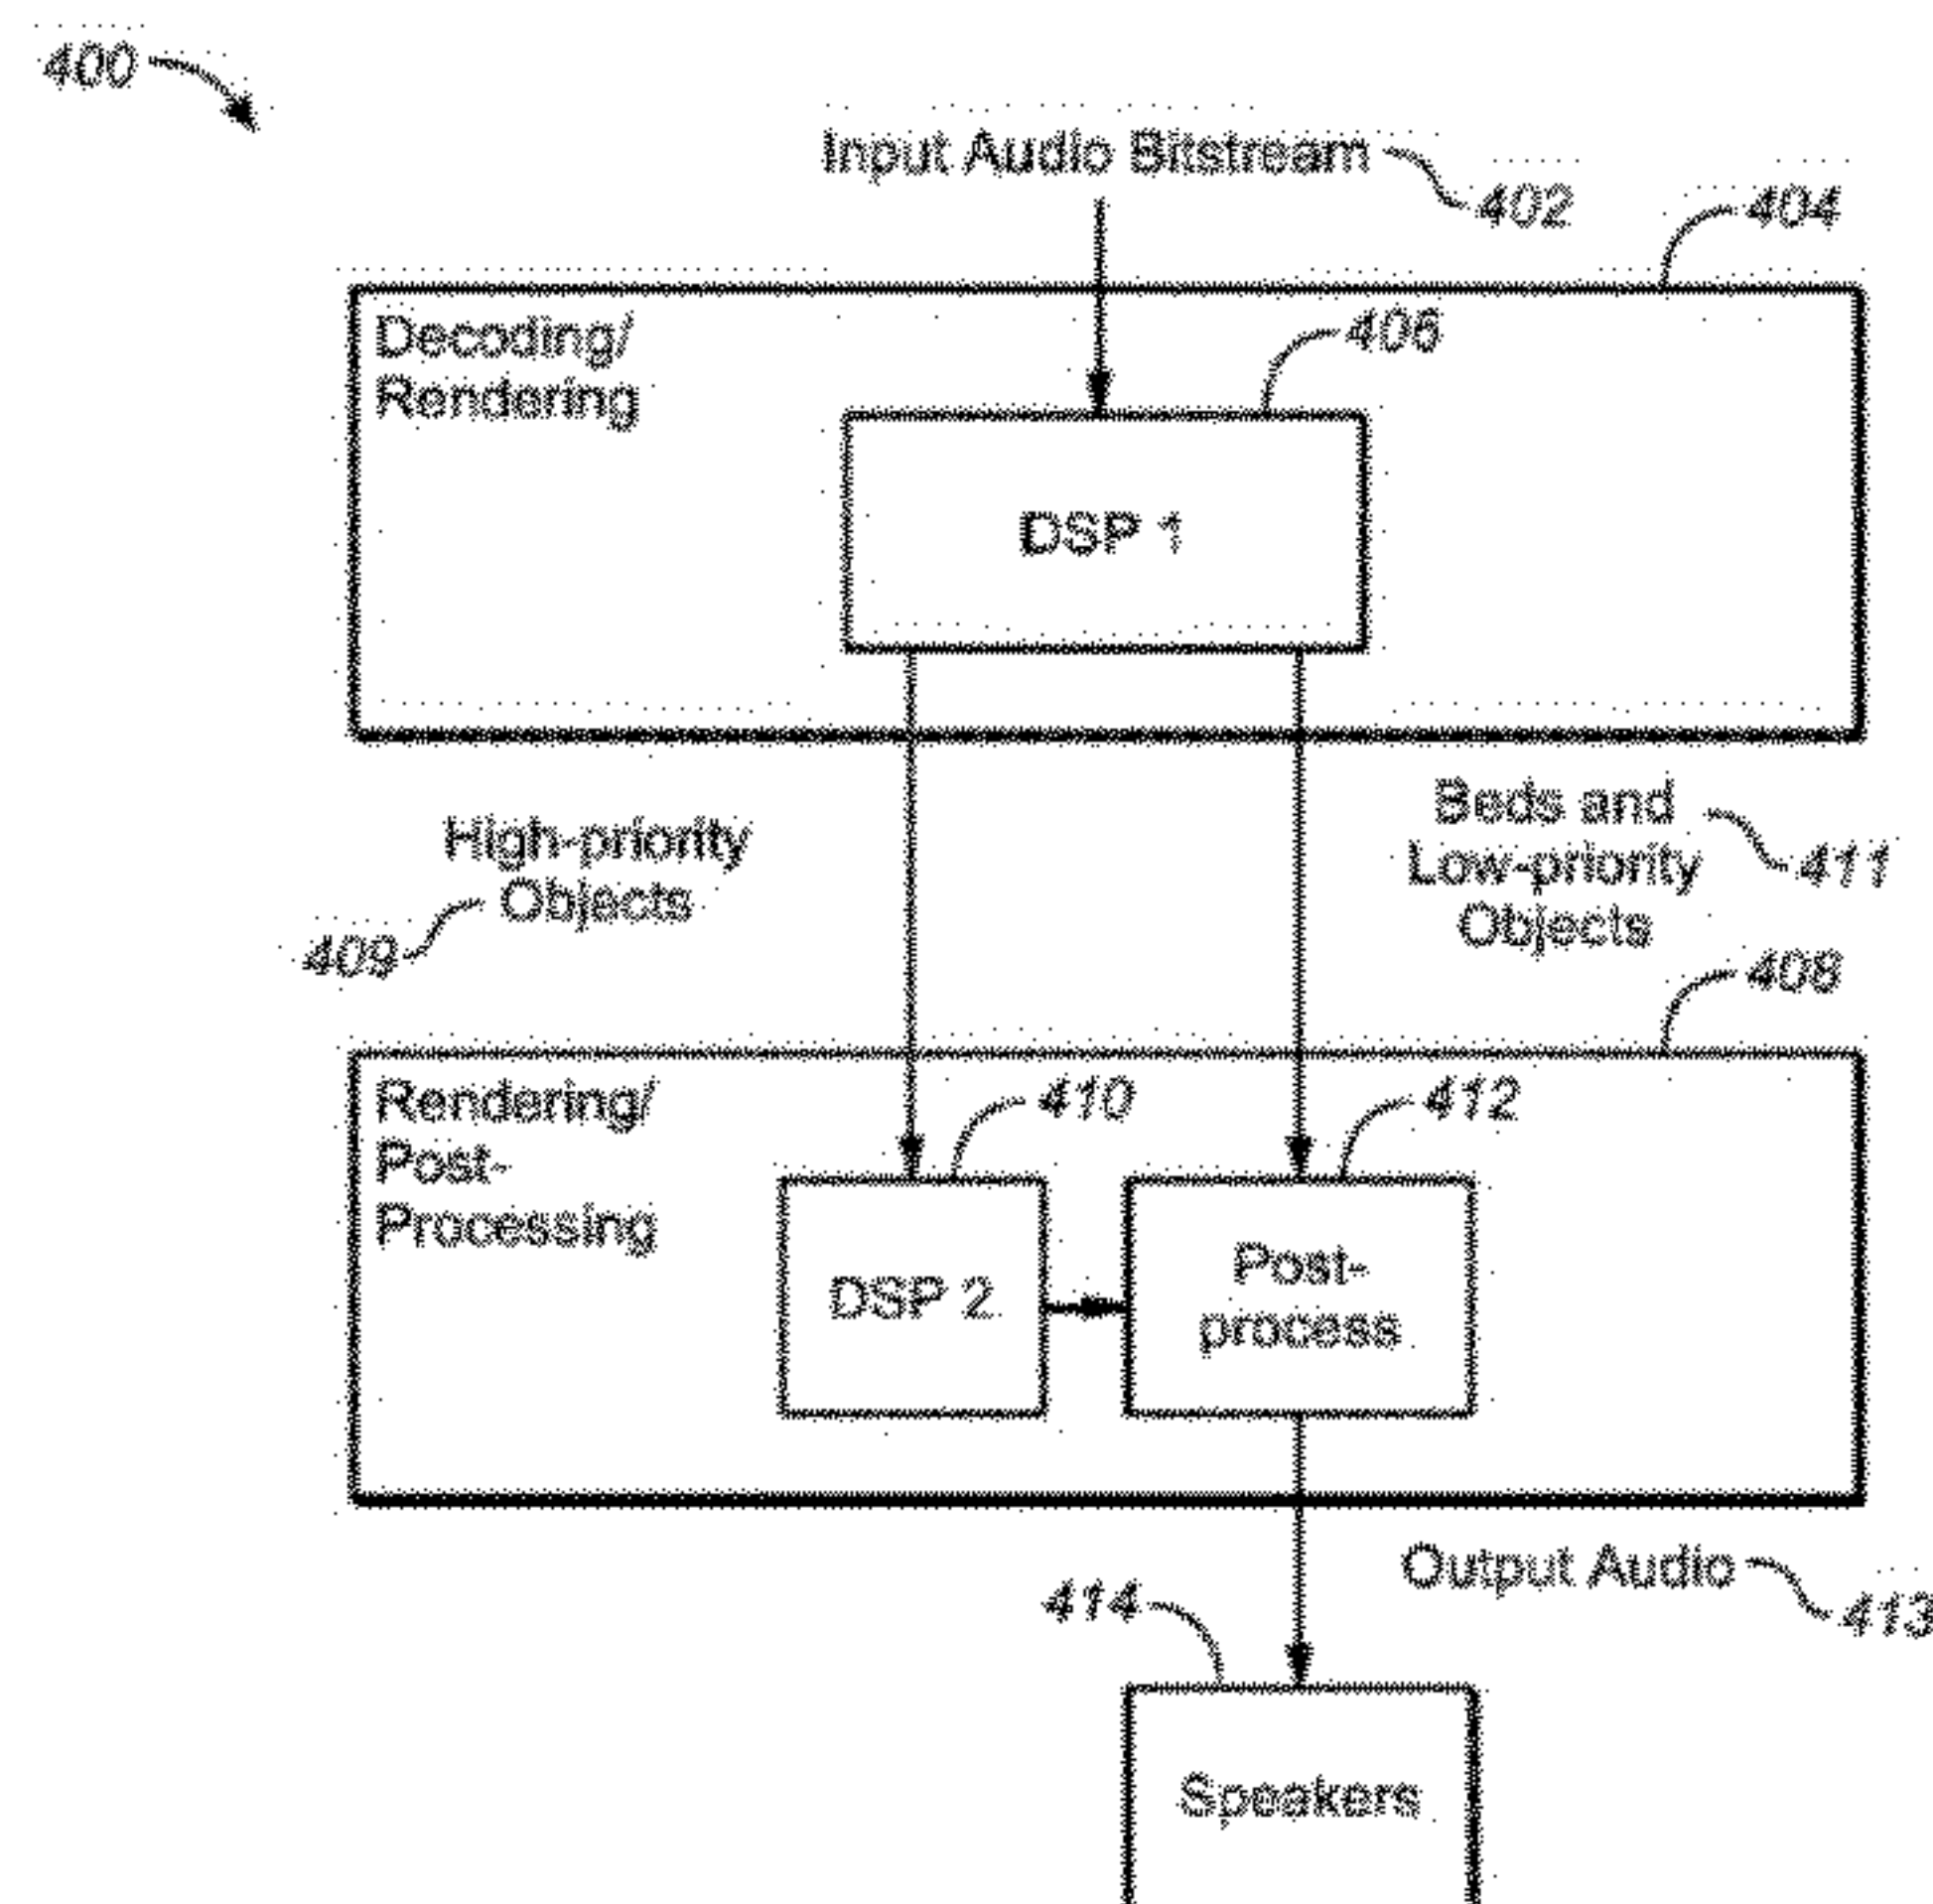 400
Input Audio Bitstream
402
404
Decoding/
Rendering
406
DSP 1
High-priority
Objects
409
Beds and
Low-priority
Objects
411
408
Rendering/
Post-
Processing
410
412
DSP 2
Post-
process
Output Audio
413
414
Speakers